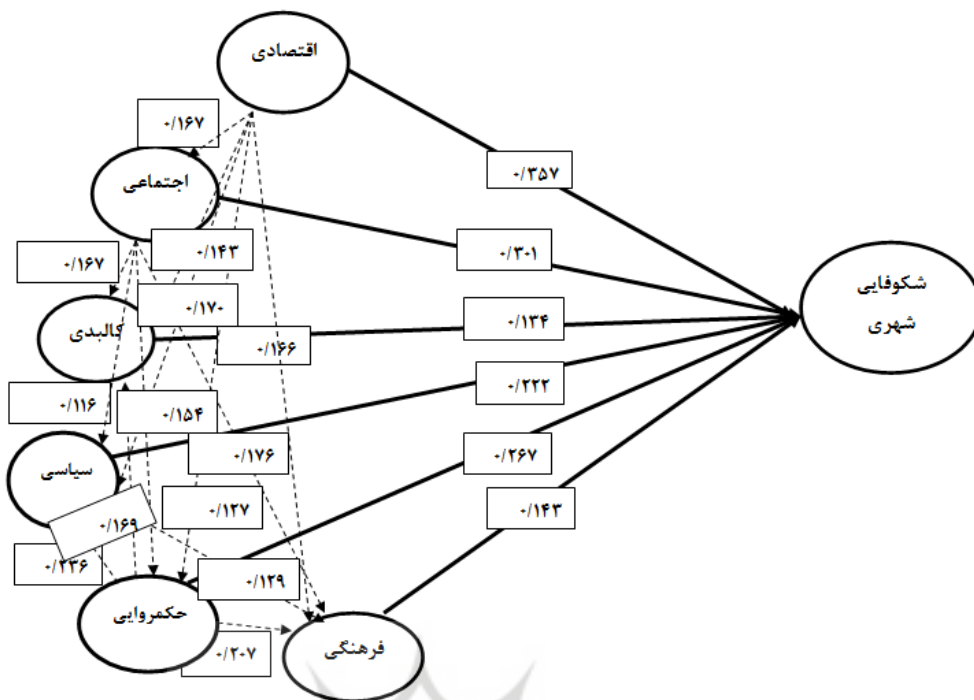 اقتصادی
۰/۱۶۷
اجتماعی
۰/۳۵۷
۰/۱۴۳
۰/۳۰۱
۰/۱۶۷
۰/۱۷۰
کالبدی
۰/۱۶۶
۰/۱۳۴
شکوفایی
شهری
۰/۱۱۶
۰/۱۵۴
۰/۲۲۲
سیاسی
۰/۱۷۶
۰/۲۶۷
۰/۱۶۹
۰/۱۲۷
۰/۱۴۳
۰/۲۳۶
۰/۱۲۹
حکمروایی
۰/۲۰۷
فرهنگی